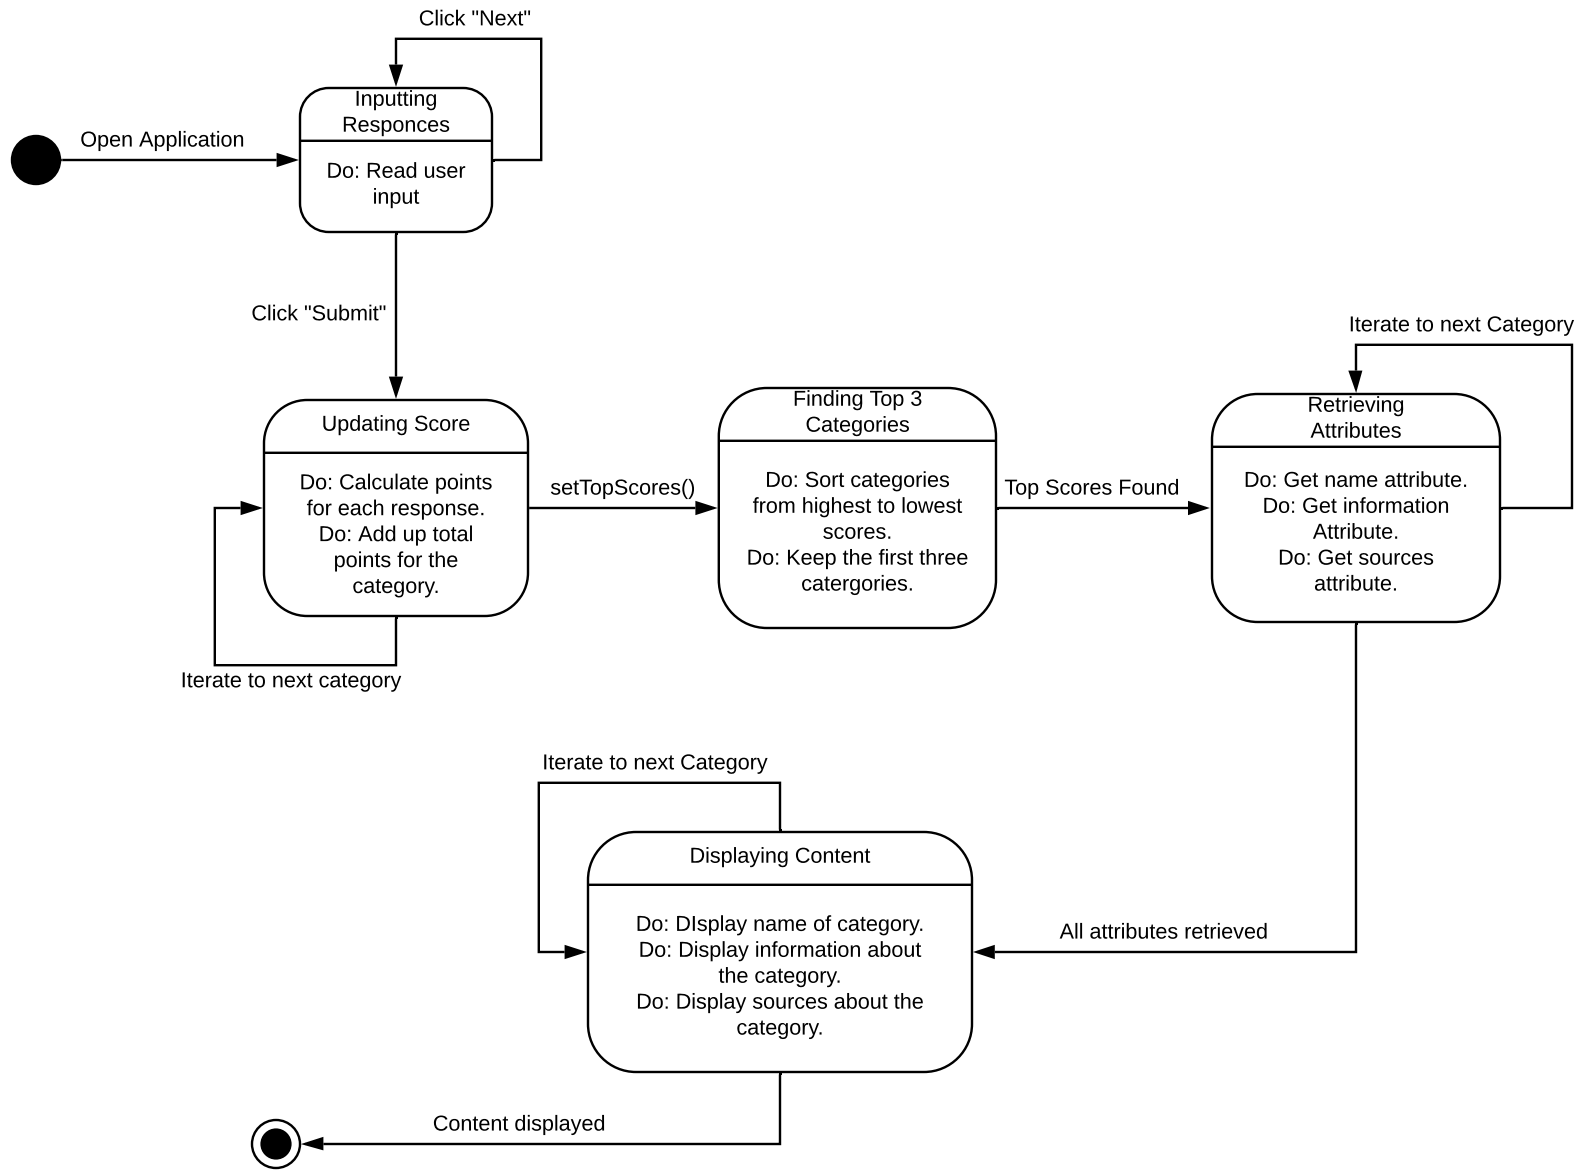 Click "Next"
Inputting
Responces
Open Application
Do: Read user
input
Click "Submit"
Iterate to next Category
Updating Score
Finding Top 3
Categories
Retrieving
Attributes
Do: Calculate points
for each response.
Do: Add up total
points for the
category.
setTopScores()
Do: Sort categories
from highest to lowest
scores.
Do: Keep the first three
catergories.
Top Scores Found
Do: Get name attribute.
Do: Get information
Attribute.
Do: Get sources
attribute.
Iterate to next category
Iterate to next Category
Displaying Content
Do: DIsplay name of category.
Do: Display information about
the category.
Do: Display sources about the
category.
All attributes retrieved
Content displayed